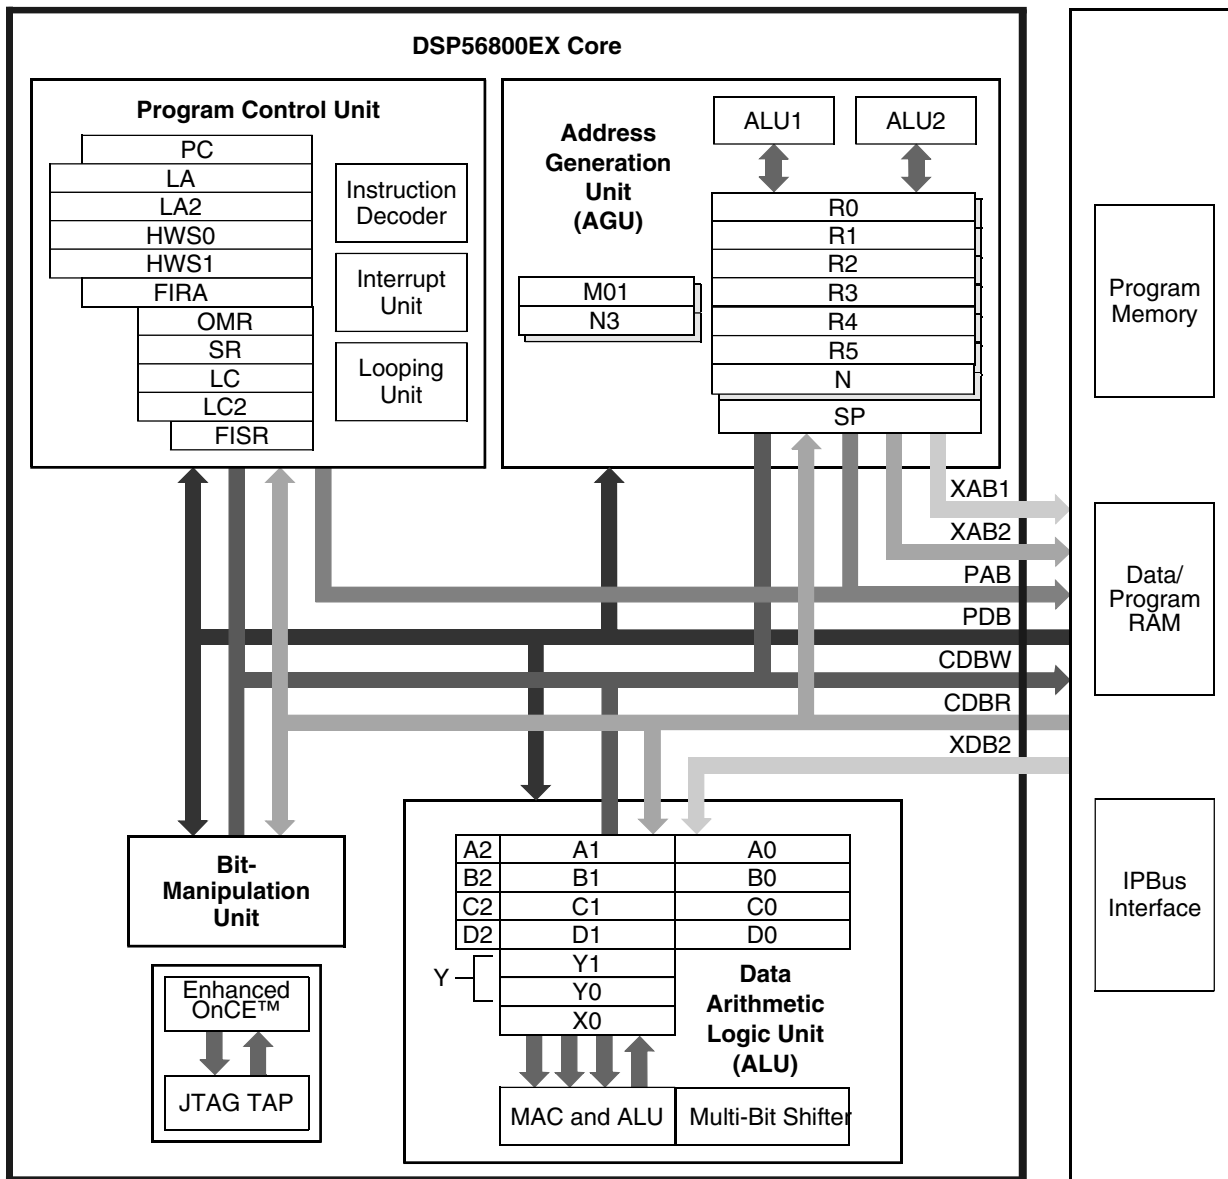 DSP56800EX Core
Program Control Unit
PC
LA
LA2
HWS0
HWS1
FIRA
OMR
SR
LC
LC2
FISR
Instruction
Decoder
Interrupt
Unit
Looping
Unit
Address
Generation
Unit
(AGU)
ALU1
ALU2
M01
N3
R0
R1
R2
R3
R4
R5
N
SP
XAB1
XAB2
PAB
PDB
CDBW
CDBR
XDB2
Program
Memory
Data/
Program
RAM
IPBus
Interface
Bit-
Manipulation
Unit
Enhanced
OnCE™
JTAG TAP
A2 A1 A0
B2 B1 B0
C2 C1 C0
D2 D1 D0
Y
Y1
Y0
X0
Data
Arithmetic
Logic Unit
(ALU)
MAC and ALU
Multi-Bit Shifter